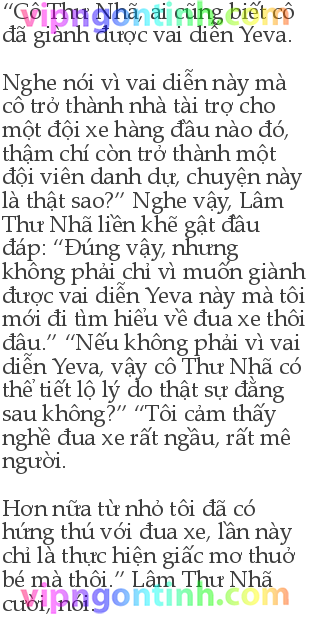 vipngontinh.com
“Cô Thư Nhã, ai cũng biết cô
đã giành được vai diễn Yeva.
Nghe nói vì vai diễn này mà
cô trở thành nhà tài trợ cho
một đội xe hàng đầu nào đó,
thậm chí còn trở thành một
đội viên danh dự, chuyện này
là thật sao?” Nghe vậy, Lâm
Thư Nhã liền khẽ gật đầu
đáp: “Đúng vậy, nhưng
không phải chỉ vì muốn giành
được vai diễn Yeva này mà tôi
mới đi tìm hiểu về đua xe thôi
đâu.” “Nếu không phải vì vai
diễn Yeva, vậy cô Thư Nhã có
thể tiết lộ lý do thật sự đằng
sau không?” “Tôi cảm thấy
nghề đua xe rất ngầu, rất mê
người.
Hơn nữa từ nhỏ tôi đã có
hứng thú với đua xe, lần này
chỉ là thực hiện giấc mơ thuở
bé mà thôi.” Lâm Thư Nhã
cười, nói.
vipngontinh.com